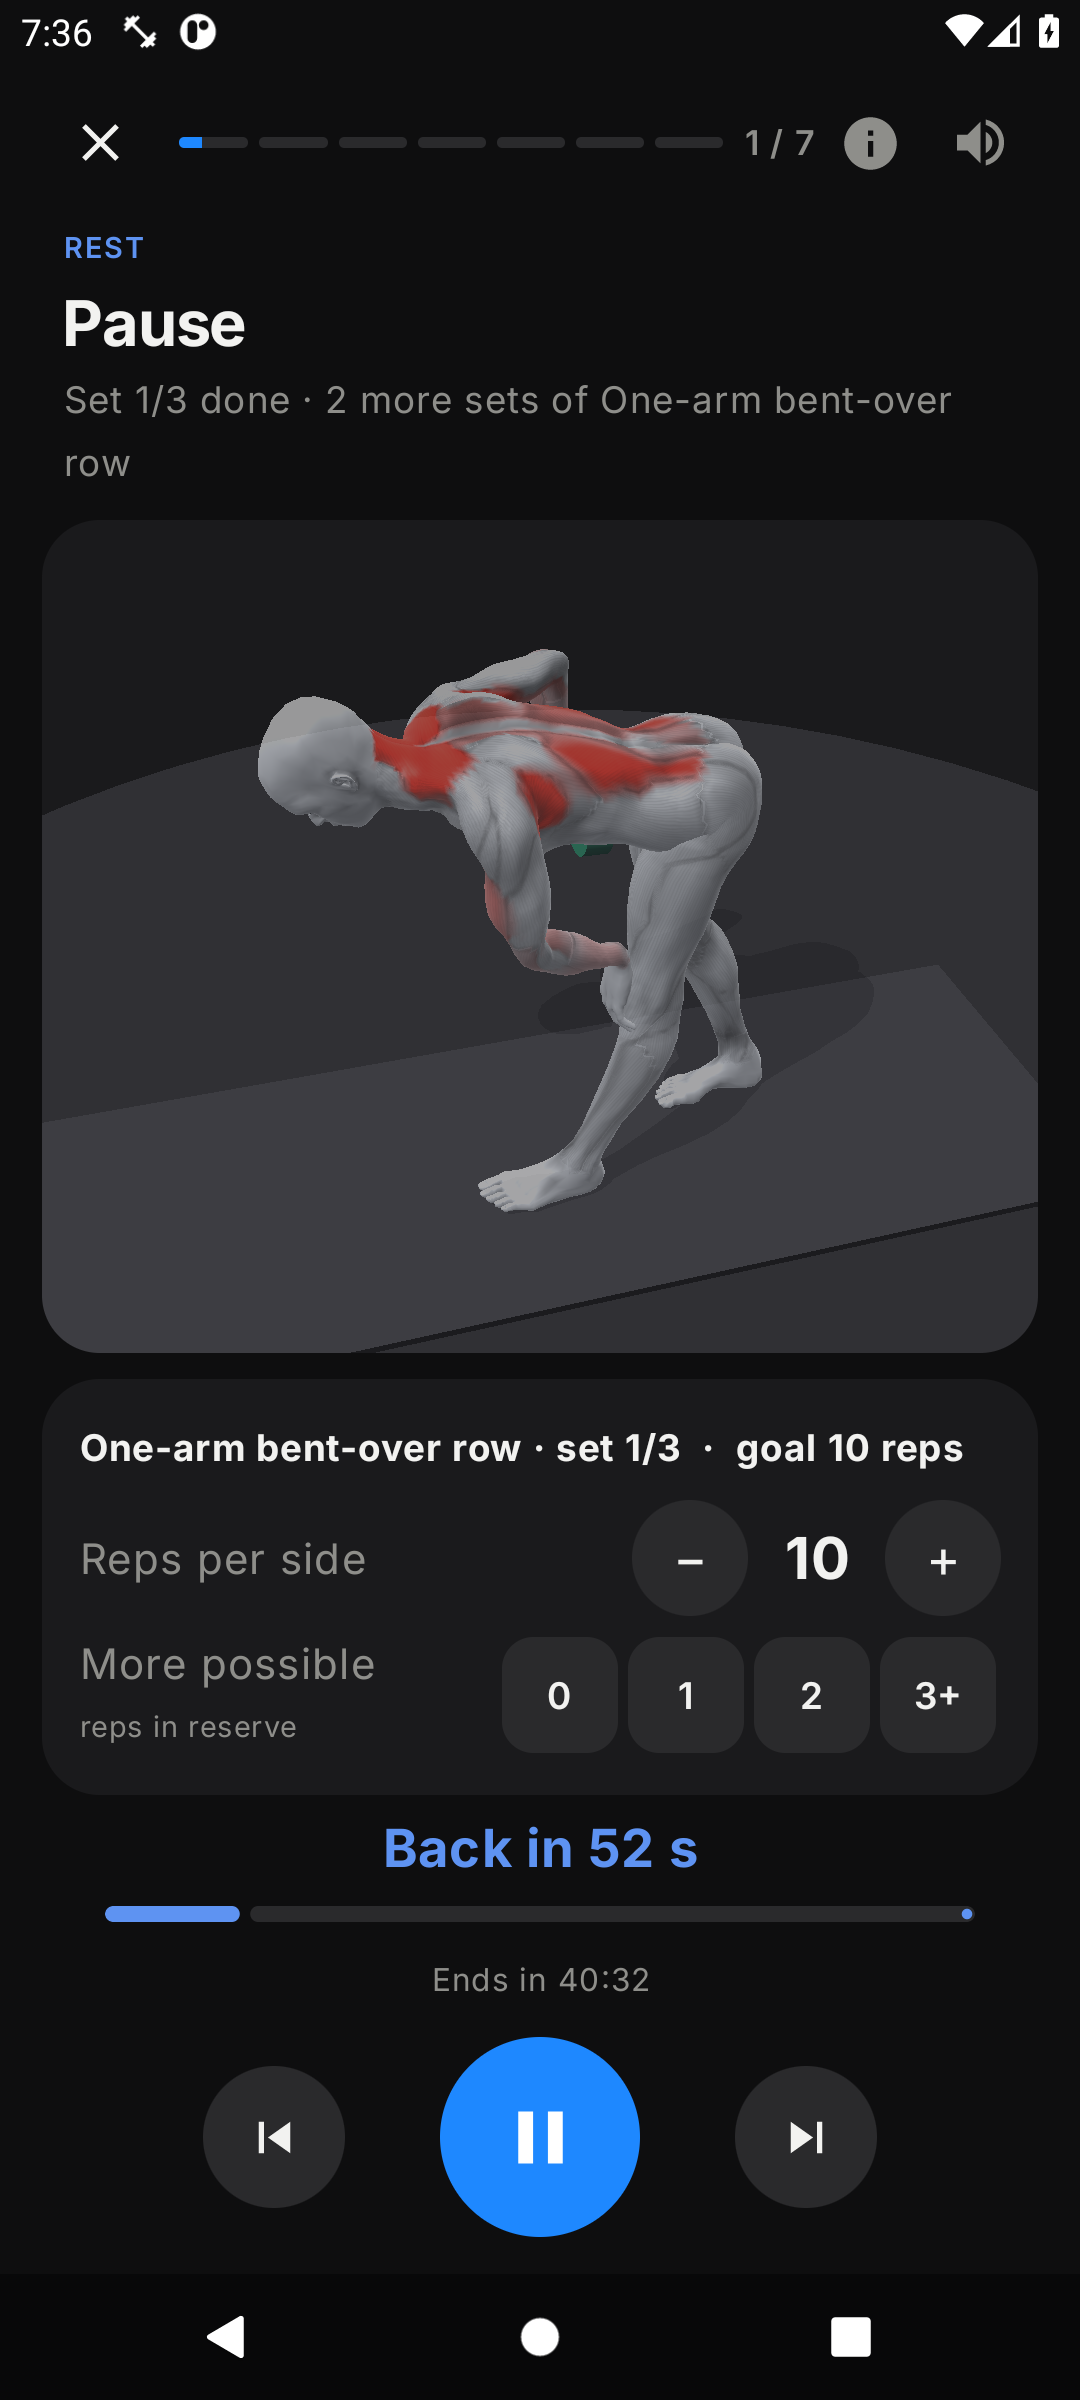 7:36
1 / 7
REST
Pause
Set 1/3 done · 2 more sets of One-arm bent-over
row
One-arm bent-over row · set 1/3 · goal 10 reps
Reps per side
– 10 +
More possible
reps in reserve
0 1 2 3+
Back in 52 s
Ends in 40:32